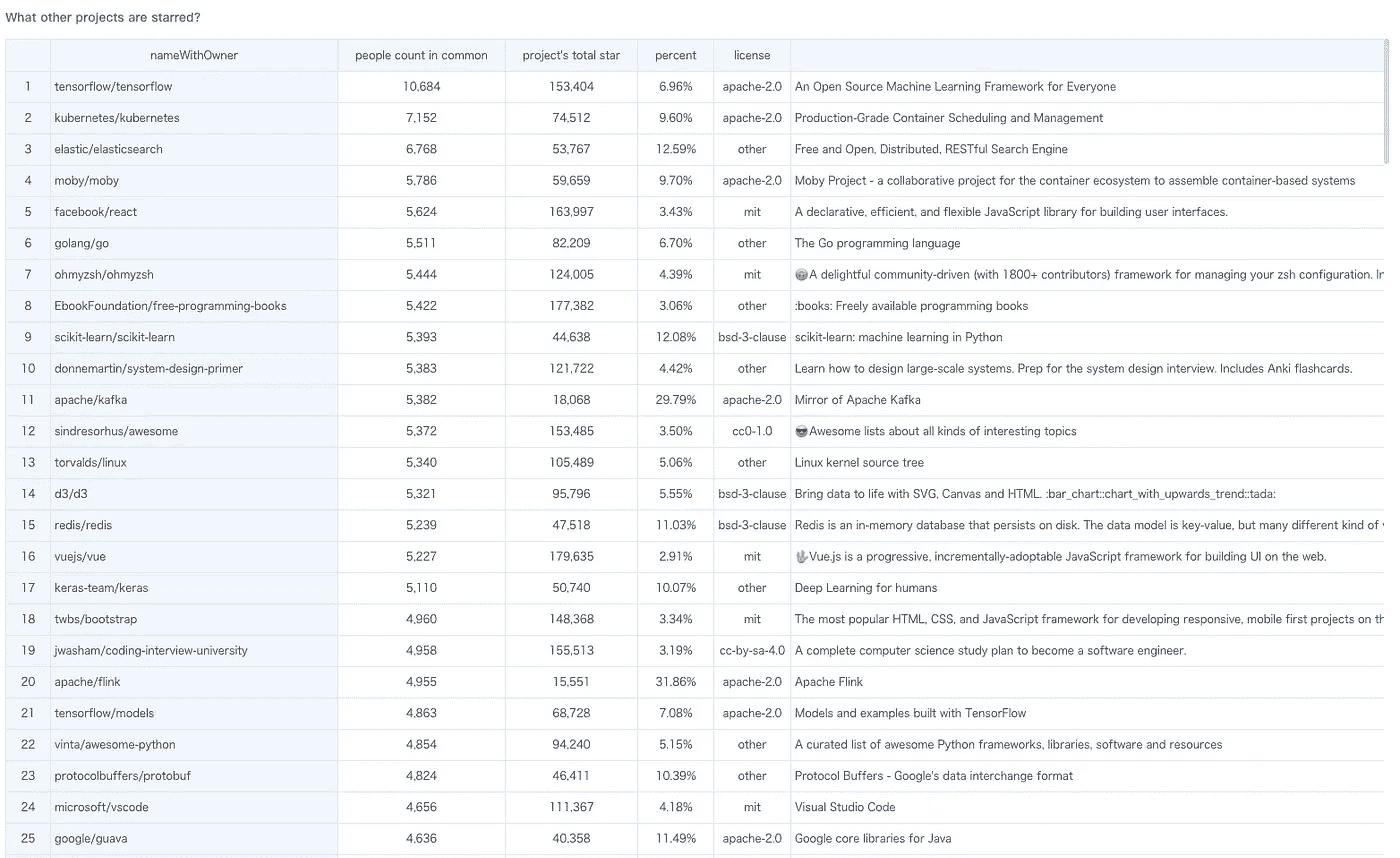 What other projects are starred?
nameWithOwner people count in common project's total star percent license
1 tensorflow/tensorflow 10,684 153,404 6.96% apache-2.0 An Open Source Machine Learning Framework for Everyone
2 kubernetes/kubernetes 7,152 74,512 9.60% apache-2.0 Production-Grade Container Scheduling and Management
3 elastic/elasticsearch 6,768 53,767 12.59% other Free and Open, Distributed, RESTful Search Engine
4 moby/moby 5,786 59,659 9.70% apache-2.0 Moby Project - a collaborative project for the container ecosystem to assemble container-based systems
5 facebook/react 5,624 163,997 3.43% mit A declarative, efficient, and flexible JavaScript library for building user interfaces.
6 golang/go 5,511 82,209 6.70% other The Go programming language
7 ohmyzsh/ohmyzsh 5,444 124,005 4.39% mit 🙃A delightful community-driven (with 1800+ contributors) framework for managing your zsh configuration. In
8 EbookFoundation/free-programming-books 5,422 177,382 3.06% other :books: Freely available programming books
9 scikit-learn/scikit-learn 5,393 44,638 12.08% bsd-3-clause scikit-learn: machine learning in Python
10 donnemartin/system-design-primer 5,383 121,722 4.42% other Learn how to design large-scale systems. Prep for the system design interview. Includes Anki flashcards.
11 apache/kafka 5,382 18,068 29.79% apache-2.0 Mirror of Apache Kafka
12 sindresorhus/awesome 5,372 153,485 3.50% cc0-1.0 😎Awesome lists about all kinds of interesting topics
13 torvalds/linux 5,340 105,489 5.06% other Linux kernel source tree
14 d3/d3 5,321 95,796 5.55% bsd-3-clause Bring data to life with SVG, Canvas and HTML. :bar_chart::chart_with_upwards_trend::tada:
15 redis/redis 5,239 47,518 11.03% bsd-3-clause Redis is an in-memory database that persists on disk. The data model is key-value, but many different kind of
16 vuejs/vue 5,227 179,635 2.91% mit 🖖Vue.js is a progressive, incrementally-adoptable JavaScript framework for building UI on the web.
17 keras-team/keras 5,110 50,740 10.07% other Deep Learning for humans
18 twbs/bootstrap 4,960 148,368 3.34% mit The most popular HTML, CSS, and JavaScript framework for developing responsive, mobile first projects on th
19 jwasham/coding-interview-university 4,958 155,513 3.19% cc-by-sa-4.0 A complete computer science study plan to become a software engineer.
20 apache/flink 4,955 15,551 31.86% apache-2.0 Apache Flink
21 tensorflow/models 4,863 68,728 7.08% apache-2.0 Models and examples built with TensorFlow
22 vinta/awesome-python 4,854 94,240 5.15% other A curated list of awesome Python frameworks, libraries, software and resources
23 protocolbuffers/protobuf 4,824 46,411 10.39% other Protocol Buffers - Google's data interchange format
24 microsoft/vscode 4,656 111,367 4.18% mit Visual Studio Code
25 google/guava 4,636 40,358 11.49% apache-2.0 Google core libraries for Java